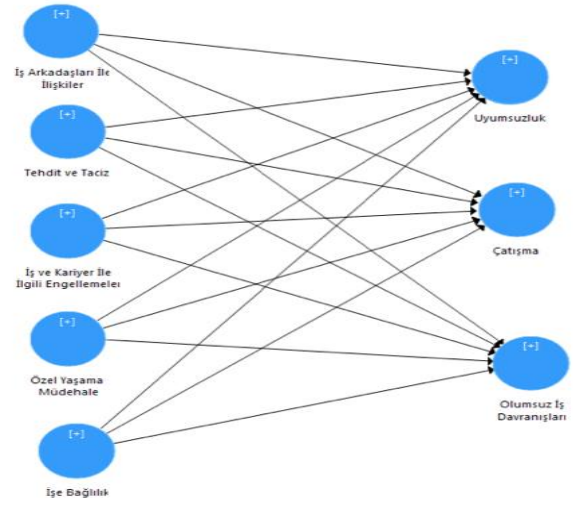 [+]
İş Arkadaşları İle
İlişkiler
[+]
Tehdit ve Taciz
[+]
İş ve Kariyer İle
İlgili Engellemeler
[+]
Özel Yaşama
Müdehale
[+]
İşe Bağlılık
[+]
Uyumsuzluk
[+]
Çatışma
[+]
Olumsuz İş
Davranışları